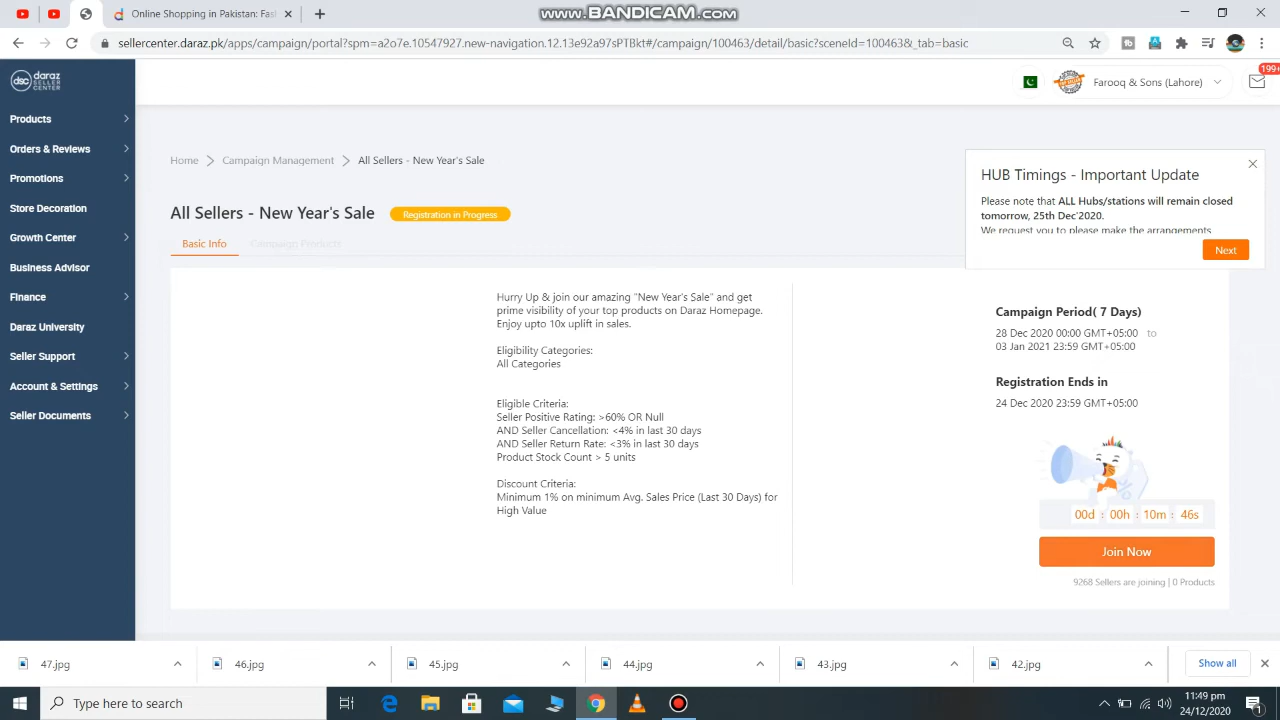 Online Shopping in Pakistan: Fas
www.BANDICAM.com
sellercenter.daraz.pk/apps/campaign/portal?spm=a2o7e.10547927.new-navigation.12.13e92a97sPTBkt#/campaign/100463/detail/basic?sceneId=100463&_tab=basic
dsc daraz SELLER CENTER
Farooq & Sons (Lahore)
199+
Products
Orders & Reviews
Promotions
Store Decoration
Growth Center
Business Advisor
Finance
Daraz University
Seller Support
Account & Settings
Seller Documents
Home > Campaign Management > All Sellers - New Year's Sale
All Sellers - New Year's Sale
Registration in Progress
Basic Info
Campaign Products
HUB Timings - Important Update
Please note that ALL Hubs/stations will remain closed
tomorrow, 25th Dec'2020.
We request you to please make the arrangements
Next
Hurry Up & join our amazing "New Year's Sale" and get
prime visibility of your top products on Daraz Homepage.
Enjoy upto 10x uplift in sales.
Eligibility Categories:
All Categories
Eligible Criteria:
Seller Positive Rating: >60% OR Null
AND Seller Cancellation: <4% in last 30 days
AND Seller Return Rate: <3% in last 30 days
Product Stock Count > 5 units
Discount Criteria:
Minimum 1% on minimum Avg. Sales Price (Last 30 Days) for
High Value
Campaign Period( 7 Days)
28 Dec 2020 00:00 GMT+05:00 to
03 Jan 2021 23:59 GMT+05:00
Registration Ends in
24 Dec 2020 23:59 GMT+05:00
00d : 00h : 10m : 46s
Join Now
9268 Sellers are joining | 0 Products
47.jpg
46.jpg
45.jpg
44.jpg
43.jpg
42.jpg
Show all
Type here to search
11:49 pm
24/12/2020
1